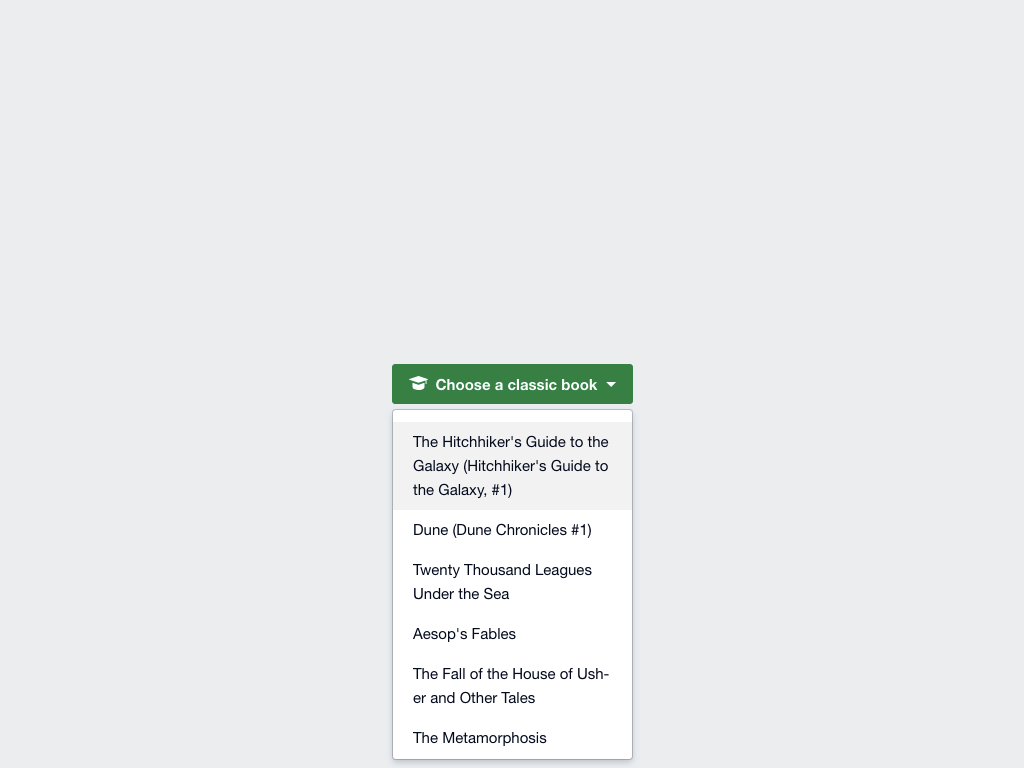 Choose a classic book
The Hitchhiker's Guide to the
Galaxy (Hitchhiker's Guide to
the Galaxy, #1)
Dune (Dune Chronicles #1)
Twenty Thousand Leagues
Under the Sea
Aesop's Fables
The Fall of the House of Ush-
er and Other Tales
The Metamorphosis